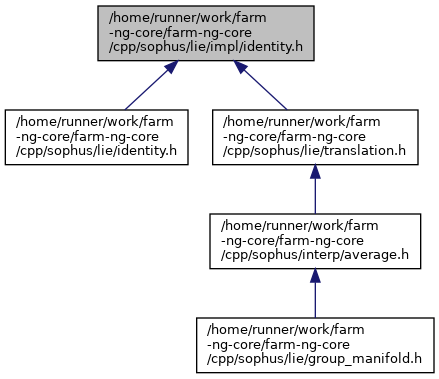 /home/runner/work/farm
-ng-core/farm-ng-core
/cpp/sophus/lie/impl/identity.h
/home/runner/work/farm
-ng-core/farm-ng-core
/cpp/sophus/lie/identity.h
/home/runner/work/farm
-ng-core/farm-ng-core
/cpp/sophus/lie/translation.h
/home/runner/work/farm
-ng-core/farm-ng-core
/cpp/sophus/interp/average.h
/home/runner/work/farm
-ng-core/farm-ng-core
/cpp/sophus/lie/group_manifold.h